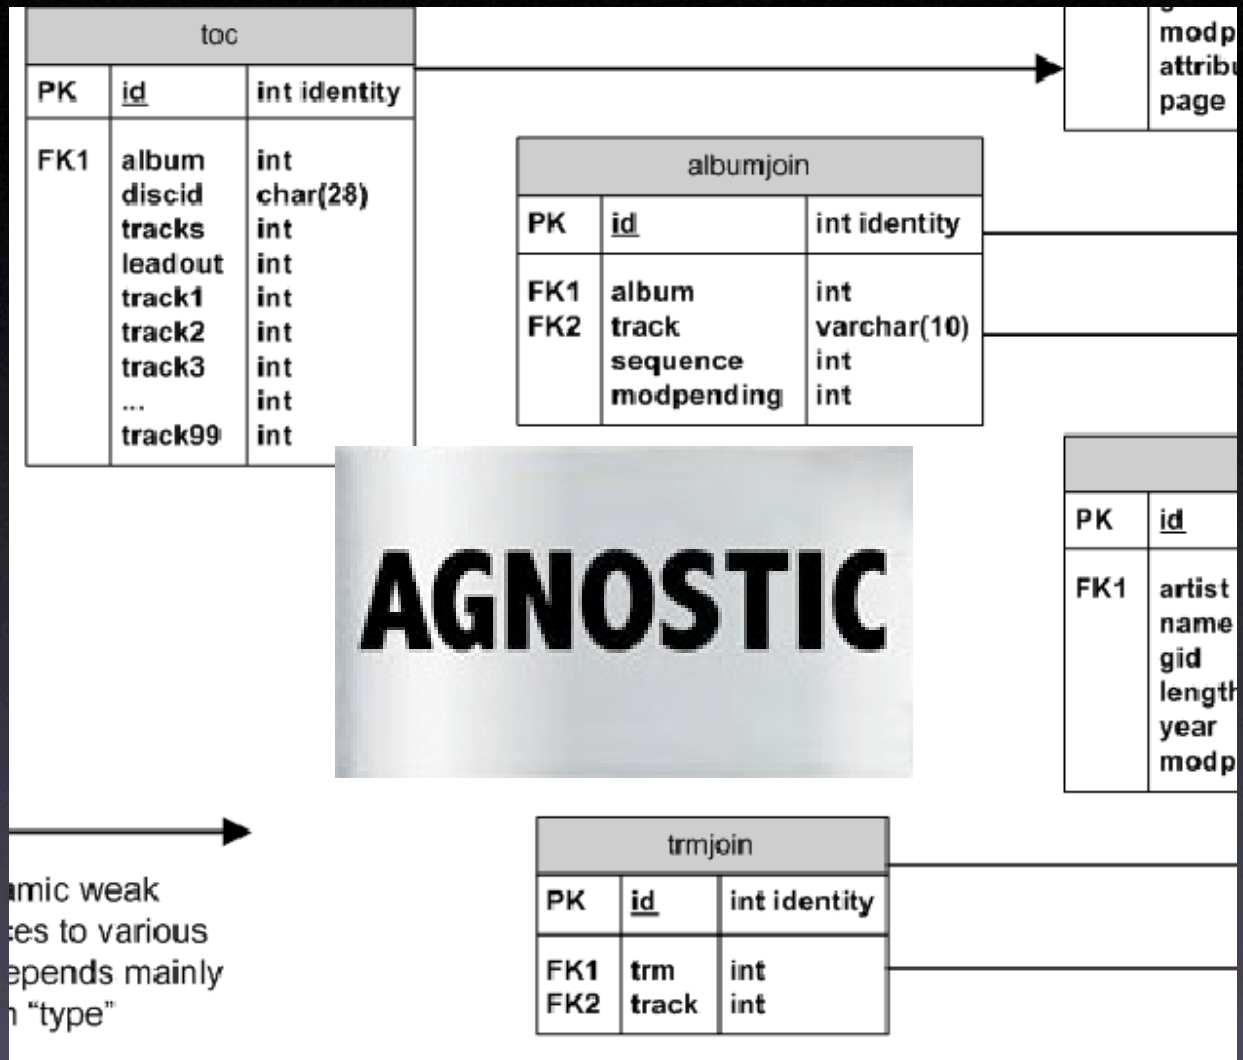 toc
PK id int identity
FK1 album int
discid char(28)
tracks int
leadout int
track1 int
track2 int
track3 int
... int
track99 int
albumjoin
PK id int identity
FK1 album int
FK2 track varchar(10)
sequence int
modpending int
modp
attribu
page
AGNOSTIC
PK id
FK1 artist
name
gid
length
year
modp
trmjoin
PK id int identity
FK1 trm int
FK2 track int
amic weak
ces to various
epends mainly
n “type”